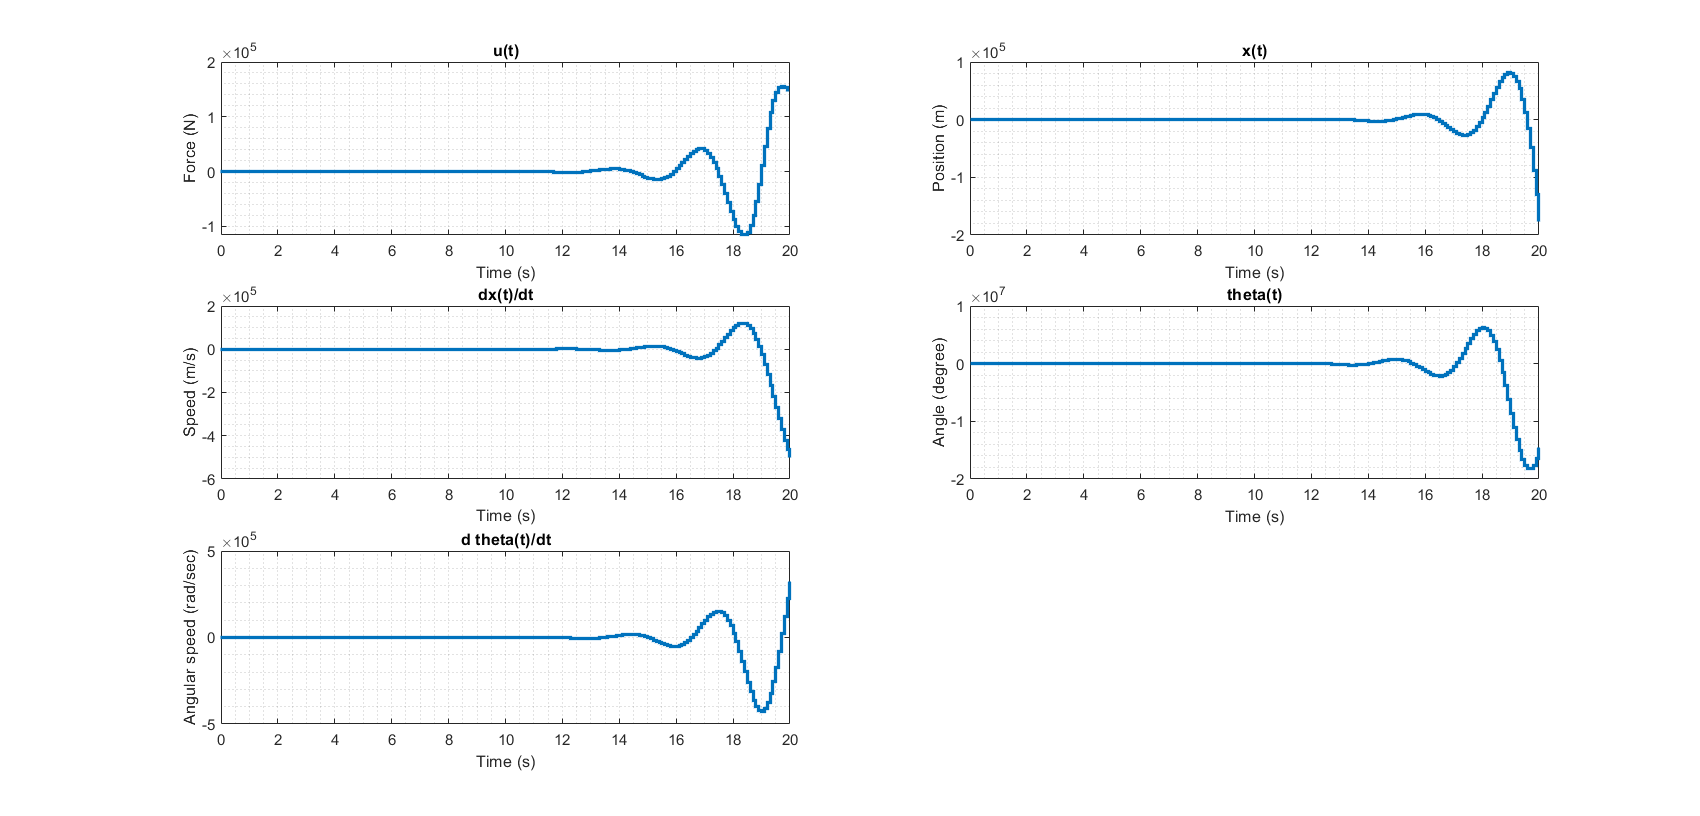 u(t)
×10^5
Force (N)
2
1
0
-1
0 2 4 6 8 10 12 14 16 18 20
Time (s)
x(t)
×10^5
Position (m)
1
0
-1
-2
0 2 4 6 8 10 12 14 16 18 20
Time (s)
dx(t)/dt
×10^5
Speed (m/s)
2
0
-2
-4
-6
0 2 4 6 8 10 12 14 16 18 20
Time (s)
theta(t)
×10^7
Angle (degree)
1
0
-1
-2
0 2 4 6 8 10 12 14 16 18 20
Time (s)
d theta(t)/dt
×10^5
Angular speed (rad/sec)
5
0
-5
0 2 4 6 8 10 12 14 16 18 20
Time (s)